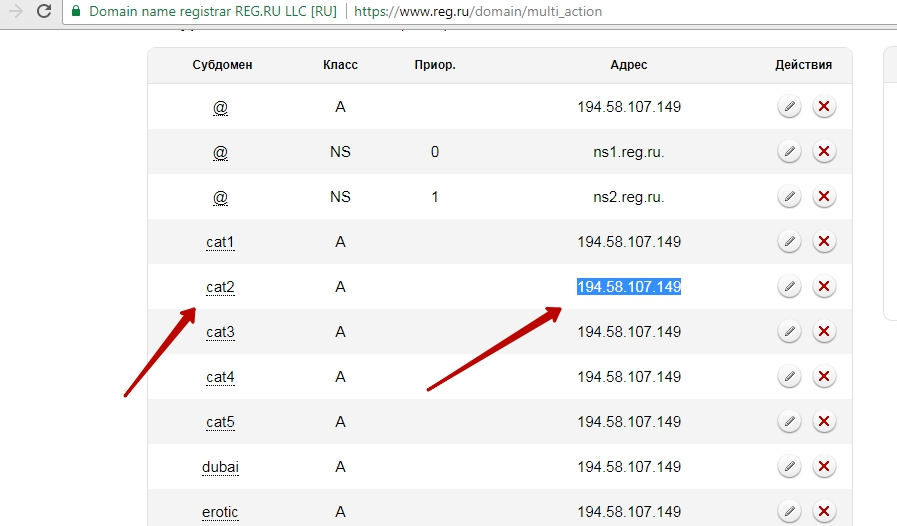 Domain name registrar REG.RU LLC [RU] https://www.reg.ru/domain/multi_action
Субдомен Класс Приор. Адрес Действия
@ A 194.58.107.149
@ NS 0 ns1.reg.ru.
@ NS 1 ns2.reg.ru.
cat1 A 194.58.107.149
cat2 A 194.58.107.149
cat3 A 194.58.107.149
cat4 A 194.58.107.149
cat5 A 194.58.107.149
dubai A 194.58.107.149
erotic A 194.58.107.149